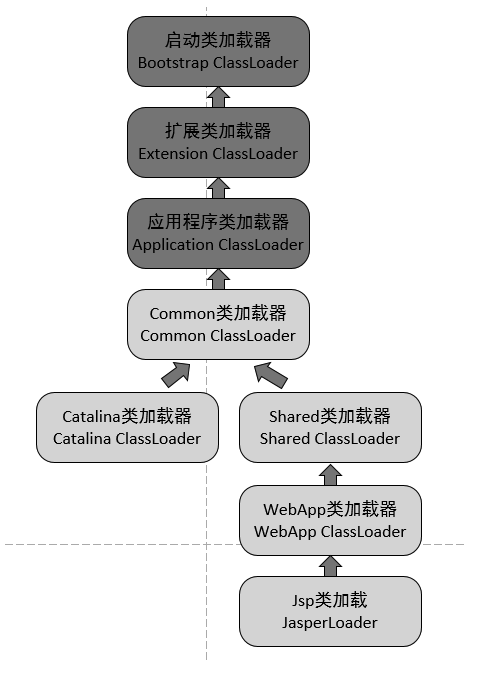 启动类加载器
Bootstrap ClassLoader
扩展类加载器
Extension ClassLoader
应用程序类加载器
Application ClassLoader
Common类加载器
Common ClassLoader
Catalina类加载器
Catalina ClassLoader
Shared类加载器
Shared ClassLoader
WebApp类加载器
WebApp ClassLoader
Jsp类加载
JasperLoader